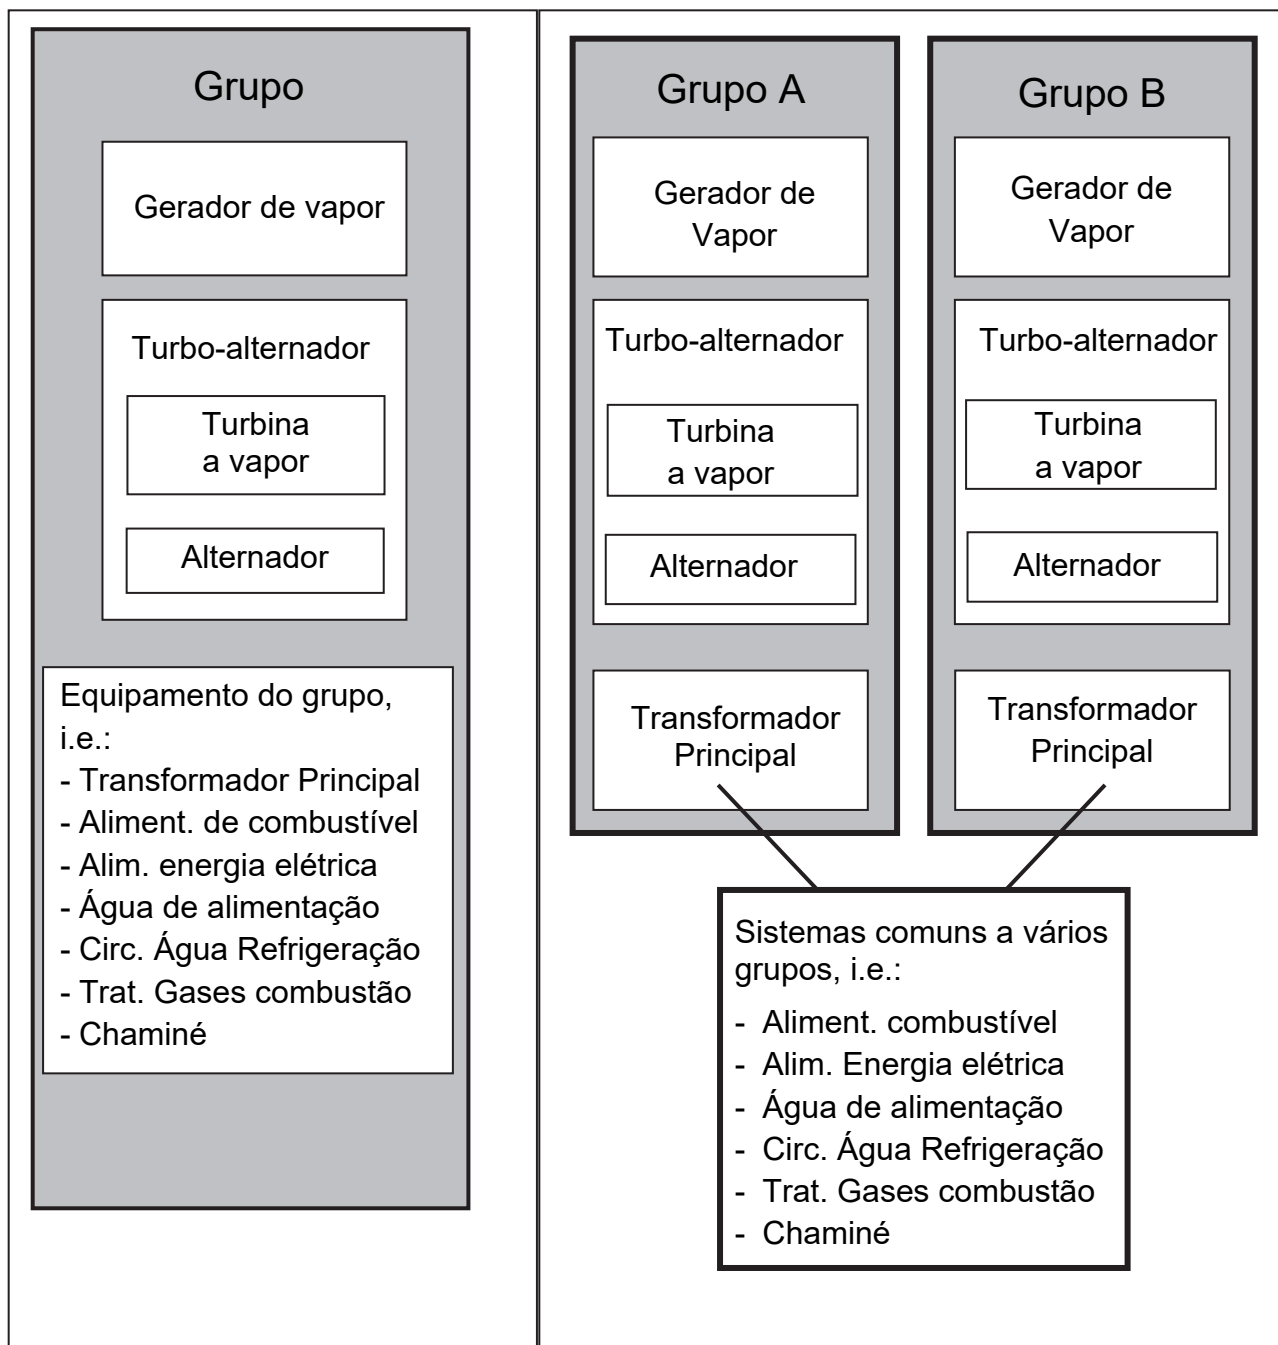 Grupo
Gerador de vapor
Turbo-alternador
Turbina
a vapor
Alternador
Equipamento do grupo,
i.e.:
- Transformador Principal
- Aliment. de combustível
- Alim. energia elétrica
- Água de alimentação
- Circ. Água Refrigeração
- Trat. Gases combustão
- Chaminé
Grupo A
Gerador de
Vapor
Turbo-alternador
Turbina
a vapor
Alternador
Transformador
Principal
Grupo B
Gerador de
Vapor
Turbo-alternador
Turbina
a vapor
Alternador
Transformador
Principal
Sistemas comuns a vários
grupos, i.e.:
- Aliment. combustível
- Alim. Energia elétrica
- Água de alimentação
- Circ. Água Refrigeração
- Trat. Gases combustão
- Chaminé